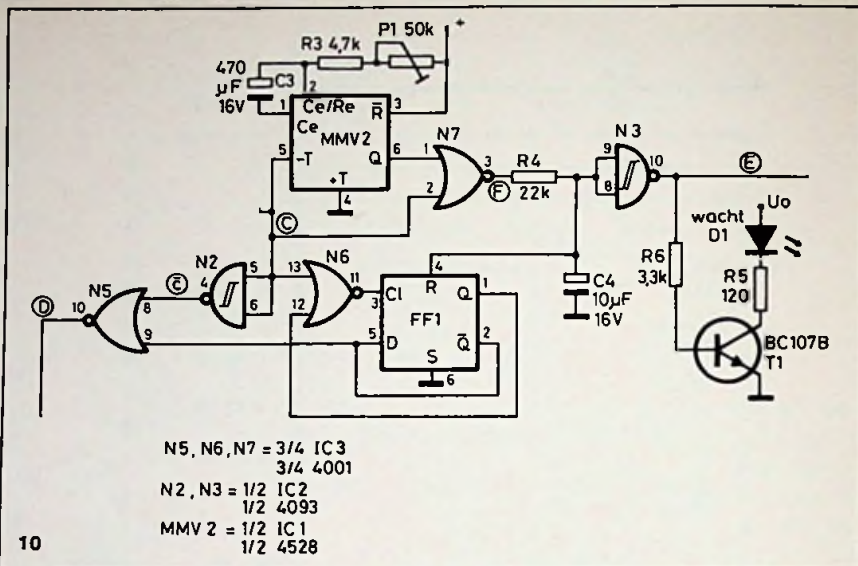 P1 50k
+
R3 4,7k
470
µF
16V
C3
2
1
Ce/Re
Ce
MMV2
R̅
3
5
-T
Q
6
+T
4
N7
1
2
3
F
R4
22k
N3
9
8
10
E
wacht
D1
Uo
R6
3,3k
R5
120
BC107B
T1
C
N2
4
5
6
C̅
N5
10
8
9
D
N6
13
12
11
3
Cl
4
R
Q
1
FF1
5
D
Q̅
2
S
6
C4
10µF
16V
N5, N6, N7 = 3/4 IC3
3/4 4001
N2, N3 = 1/2 IC2
1/2 4093
MMV 2 = 1/2 IC1
1/2 4528
10